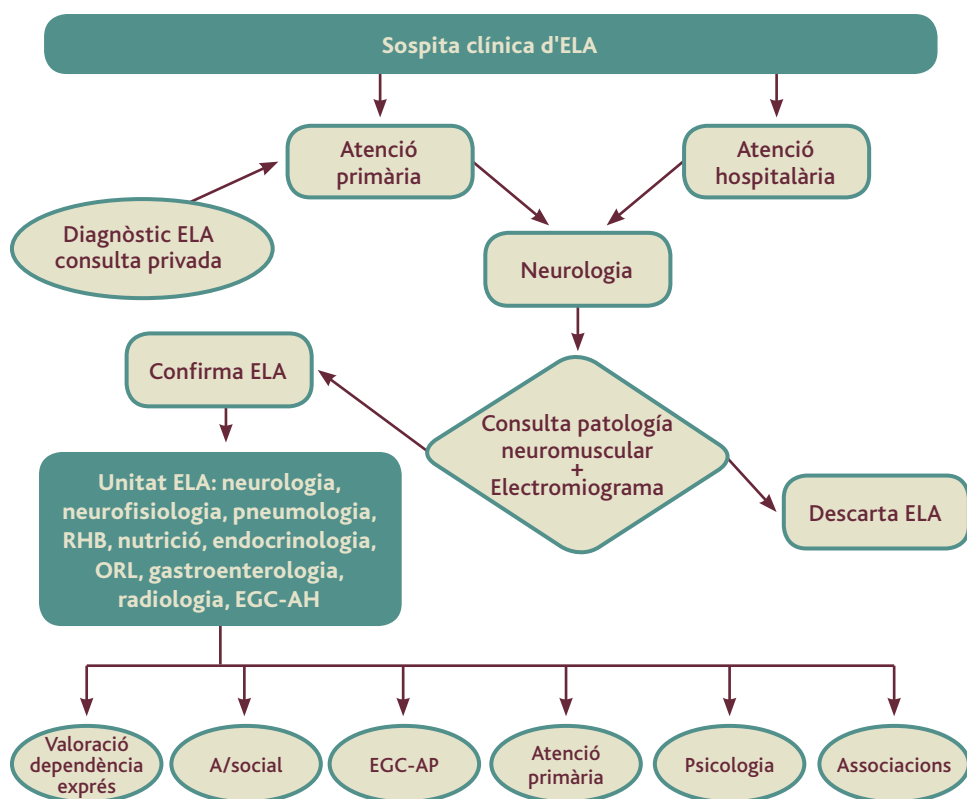 Sospita clínica d'ELA
Atenció
primària
Atenció
hospitalària
Diagnòstic ELA
consulta privada
Neurologia
Confirma ELA
Consulta patología
neuromuscular
+
Electromiograma
Unitat ELA: neurologia,
neurofisiologia, pneumologia,
RHB, nutrició, endocrinologia,
ORL, gastroenterologia,
radiologia, EGC-AH
Descarta ELA
Valoració
dependència
exprés
A/social
EGC-AP
Atenció
primària
Psicologia
Associacions